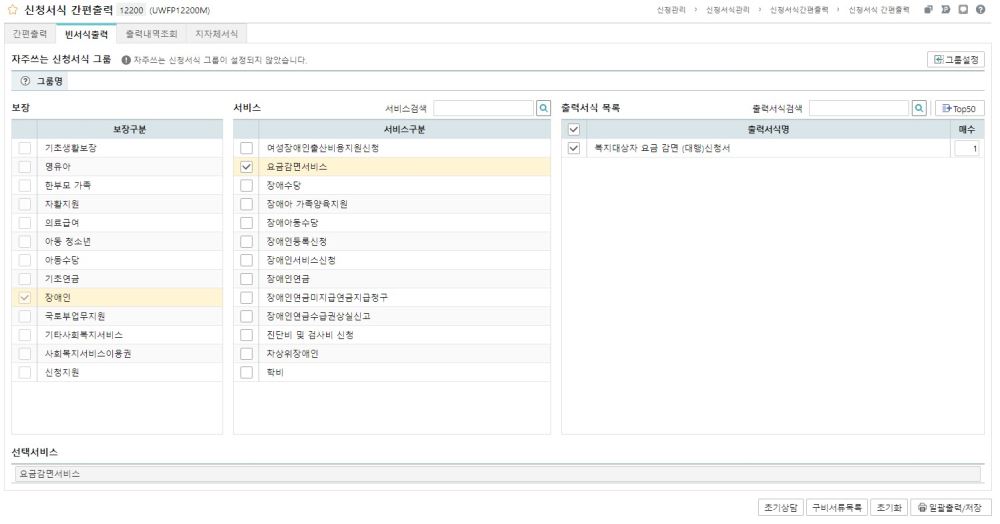 신청서식 간편출력 12200 (UWFP12200M)
신청관리 > 신청서식관리 > 신청서식간편출력 > 신청서식 간편출력
간편출력 빈서식출력 출력내역조회 지자체서식
자주쓰는 신청서식 그룹 자주쓰는 신청서식 그룹이 설정되지 않았습니다.
그룹설정
그룹명
보장
보장구분
기초생활보장
영유아
한부모 가족
자활지원
의료급여
아동 청소년
아동수당
기초연금
장애인
국토부업무지원
기타사회복지서비스
사회복지서비스이용권
신청지원
서비스 서비스검색
서비스구분
여성장애인출산비용지원신청
요금감면서비스
장애수당
장애아 가족양육지원
장애아동수당
장애인등록신청
장애인서비스신청
장애인연금
장애인연금미지급연금지급청구
장애인연금수급권상실신고
진단비 및 검사비 신청
차상위장애인
학비
출력서식 목록 출력서식검색 Top50
출력서식명 매수
복지대상자 요금 감면 (대행)신청서 1
선택서비스
요금감면서비스
초기상담 구비서류목록 초기화 일괄출력/저장